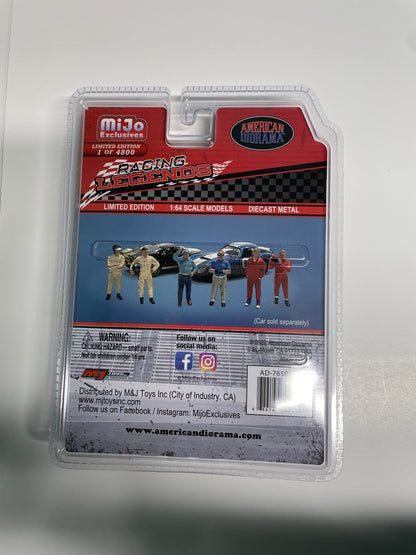 MiJo
Exclusives
LIMITED EDITION
1 OF 4800
AMERICAN
DIORAMA
RACING
LEGENDS
LIMITED EDITION
1:64 SCALE MODELS
DIECAST METAL
(Car sold separately)
WARNING:
CHOKING HAZARD — small parts.
Not for children under 14 yrs
Follow us on
social media:
Distributed by M&J Toys Inc (City of Industry, CA)
www.mjtoysinc.com
Follow us on Facebook / Instagram: MijoExclusives
www.americandiorama.com